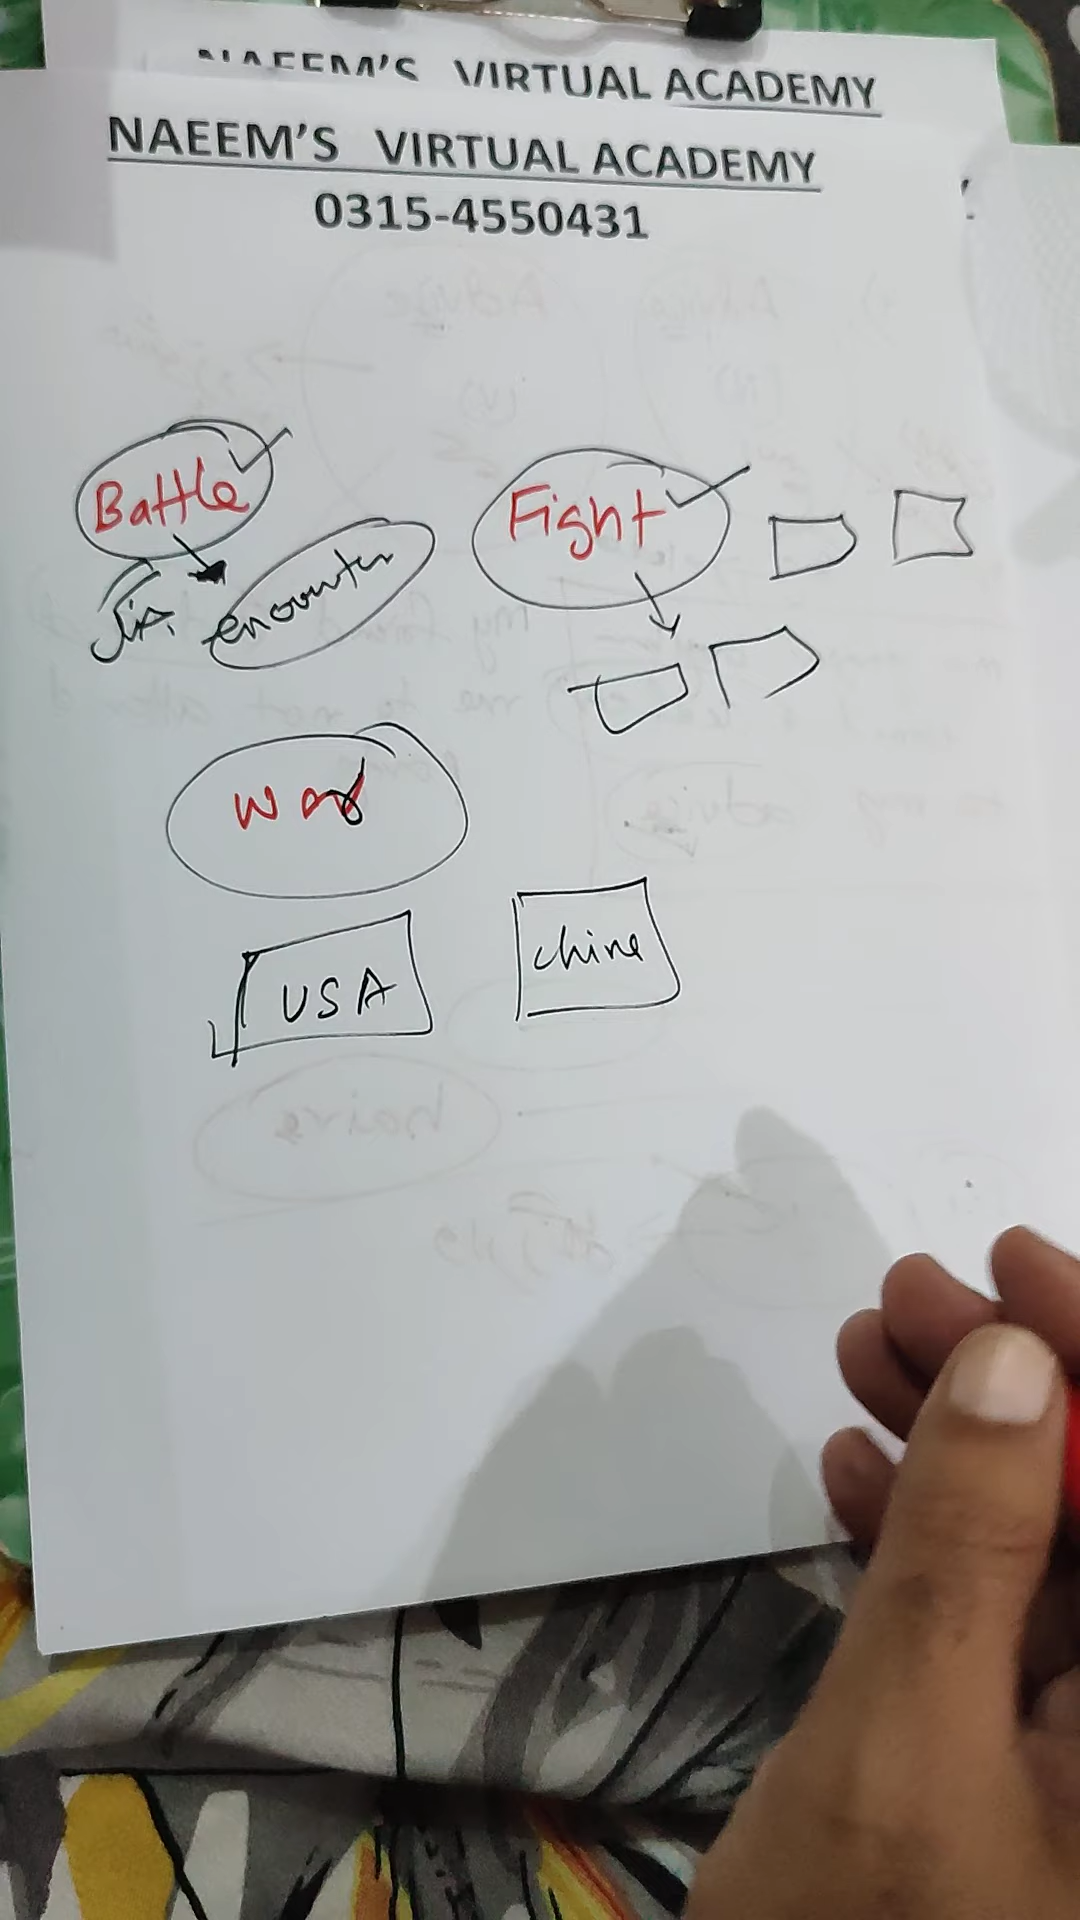 NAEEM'S VIRTUAL ACADEMY
NAEEM'S VIRTUAL ACADEMY
0315-4550431
Battle
Fight
encounter
War
USA
China